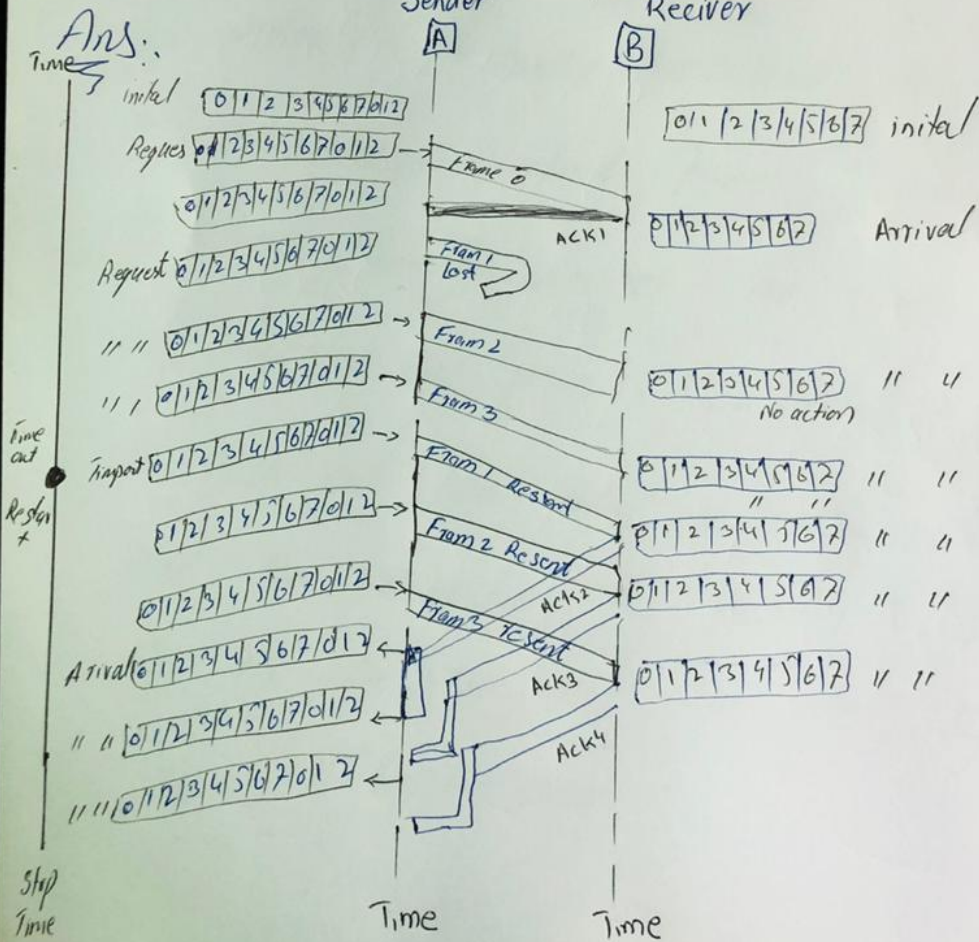 Sender Reciver
Ans:.
A B
Time
inital 0 1 2 3 4 5 6 7 0 1 2
0 1 2 3 4 5 6 7 inital
Reques 0 1 2 3 4 5 6 7 0 1 2
Frame 0
0 1 2 3 4 5 6 7 0 1 2
ACK1 0 1 2 3 4 5 6 7 Arrival
Request 0 1 2 3 4 5 6 7 0 1 2
Fram 1
Lost
" " 0 1 2 3 4 5 6 7 0 1 2
Fram 2
" " 0 1 2 3 4 5 6 7 0 1 2
0 1 2 3 4 5 6 7 " "
No action
Fram 3
Time
out
0 1 2 3 4 5 6 7 0 1 2
Fram 1 Resent
0 1 2 3 4 5 6 7 " "
" "
0 1 2 3 4 5 6 7 0 1 2
0 1 2 3 4 5 6 7 " "
Fram 2 Resent
0 1 2 3 4 5 6 7 0 1 2
ACK2 0 1 2 3 4 5 6 7 " "
Fram 3 resent
Arival 0 1 2 3 4 5 6 7 0 1 2
ACK3 0 1 2 3 4 5 6 7 " "
" " 0 1 2 3 4 5 6 7 0 1 2
ACK4
" " 0 1 2 3 4 5 6 7 0 1 2
Stop
Time
Time Time